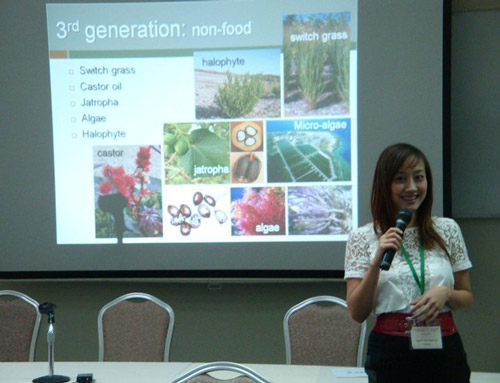 3rd generation: non-food
Switch grass
Castor oil
Jatropha
Algae
Halophyte
halophyte
switch grass
castor
jatropha
Micro-algae
algae